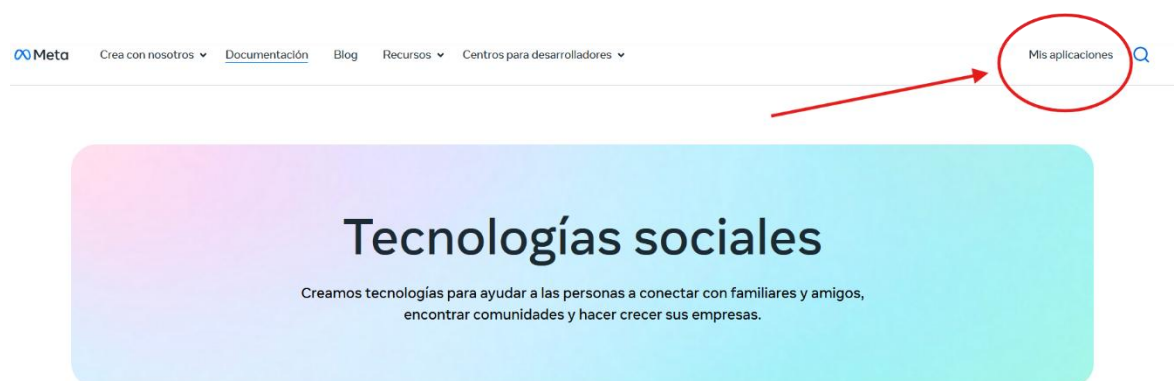 Meta Crea con nosotros Documentación Blog Recursos Centros para desarrolladores Mis aplicaciones
Tecnologías sociales
Creamos tecnologías para ayudar a las personas a conectar con familiares y amigos,
encontrar comunidades y hacer crecer sus empresas.